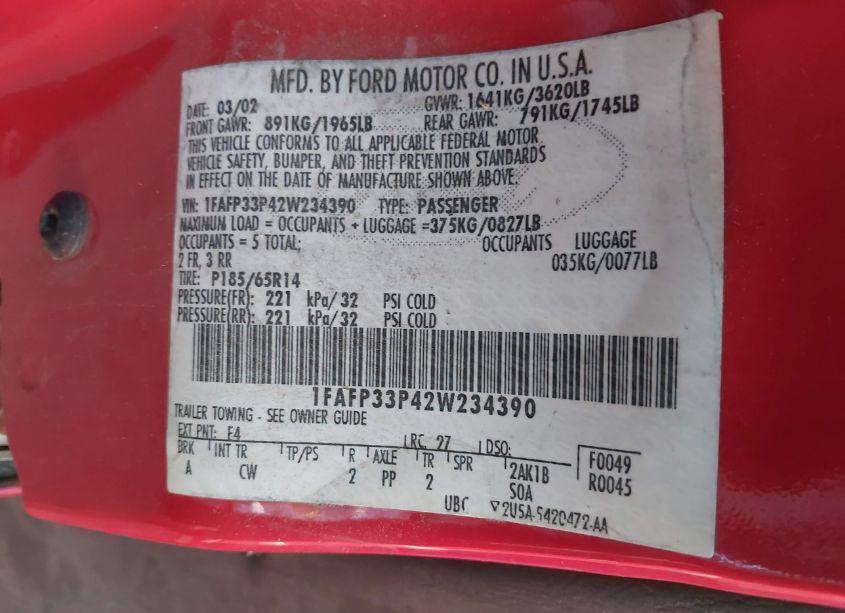 MFD. BY FORD MOTOR CO. IN U.S.A.
DATE: 03/02 GVWR: 1641KG/3620LB
FRONT GAWR: 891KG/1965LB REAR GAWR: 791KG/1745LB
THIS VEHICLE CONFORMS TO ALL APPLICABLE FEDERAL MOTOR
VEHICLE SAFETY, BUMPER, AND THEFT PREVENTION STANDARDS
IN EFFECT ON THE DATE OF MANUFACTURE SHOWN ABOVE.
VIN: 1FAFP33P42W234390 TYPE: PASSENGER
MAXIMUM LOAD = OCCUPANTS + LUGGAGE =375KG/0827LB
OCCUPANTS = 5 TOTAL; OCCUPANTS LUGGAGE
2 FR, 3 RR 035KG/0077LB
TIRE: P185/65R14
PRESSURE(FR): 221 kPa/32 PSI COLD
PRESSURE(RR): 221 kPa/32 PSI COLD
1FAFP33P42W234390
TRAILER TOWING - SEE OWNER GUIDE
EXT PNT: E4 RC: 27 DSO: F0049
BRK INT TR TP/PS R AXLE TR SPR 2AK1B R0045
A CW 2 PP 2 SOA
UBC 2U5A-5420472-AA